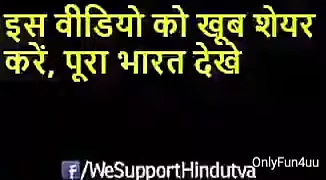 इस वीडियो को खूब शेयर
करें, पूरा भारत देखे
OnlyFun4uu
f/WeSupportHindutva